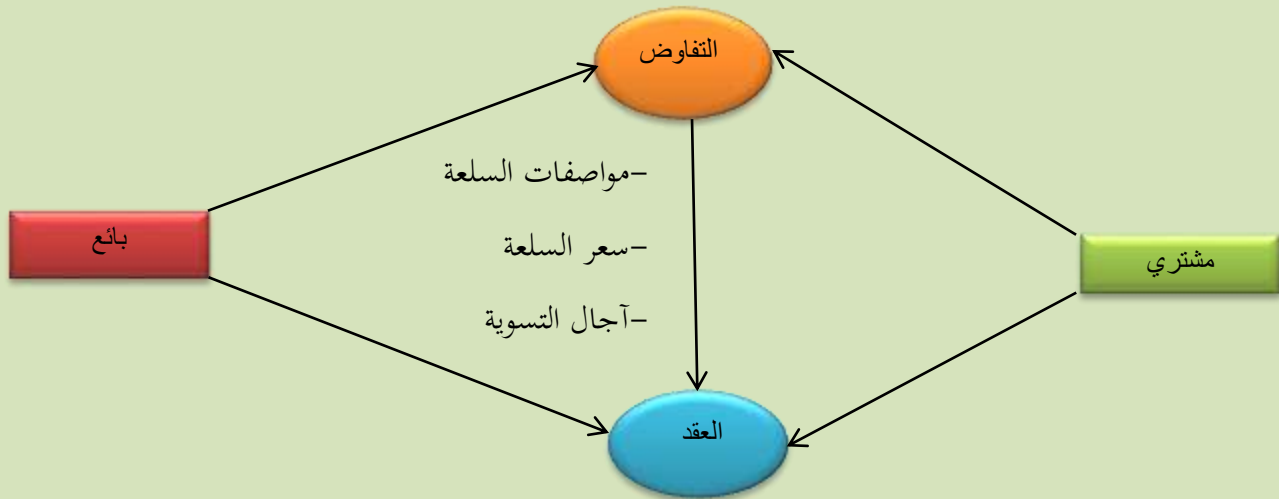 التفاوض
-مواصفات السلعة
بائع
-سعر السلعة
مشتري
-آجال التسوية
العقد